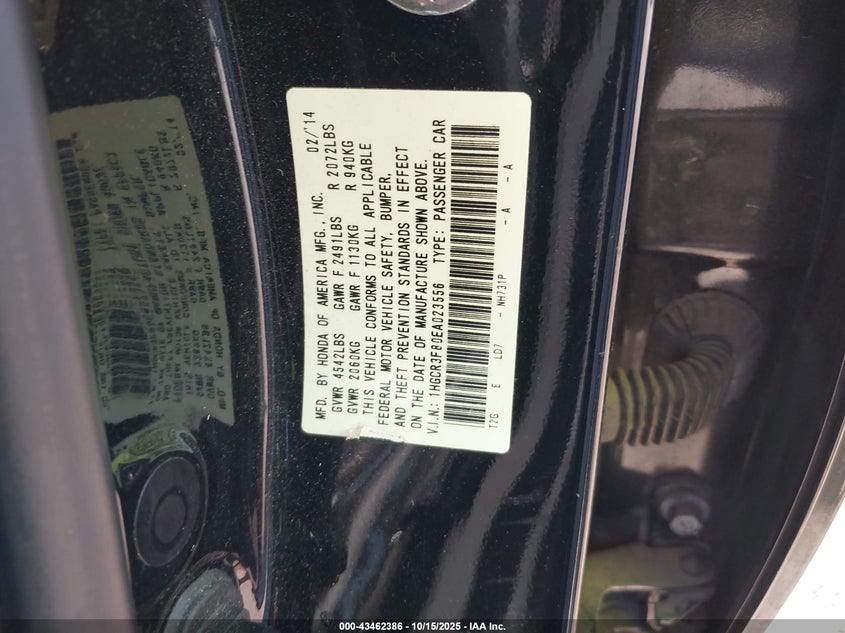 MFD. BY HONDA OF AMERICA MFG., INC. 02/'14
GVWR 4542LBS GAWR F 2491LBS R 2072LBS
GVWR 2060KG GAWR F 1130KG R 940KG
THIS VEHICLE CONFORMS TO ALL APPLICABLE
FEDERAL MOTOR VEHICLE SAFETY, BUMPER,
AND THEFT PREVENTION STANDARDS IN EFFECT
ON THE DATE OF MANUFACTURE SHOWN ABOVE.
V.I.N.: 1HGCR3F80EA023556 TYPE: PASSENGER CAR
T2G E LD7 - NH731P - A - A
000-43462386 - 10/15/2025 - IAA Inc.